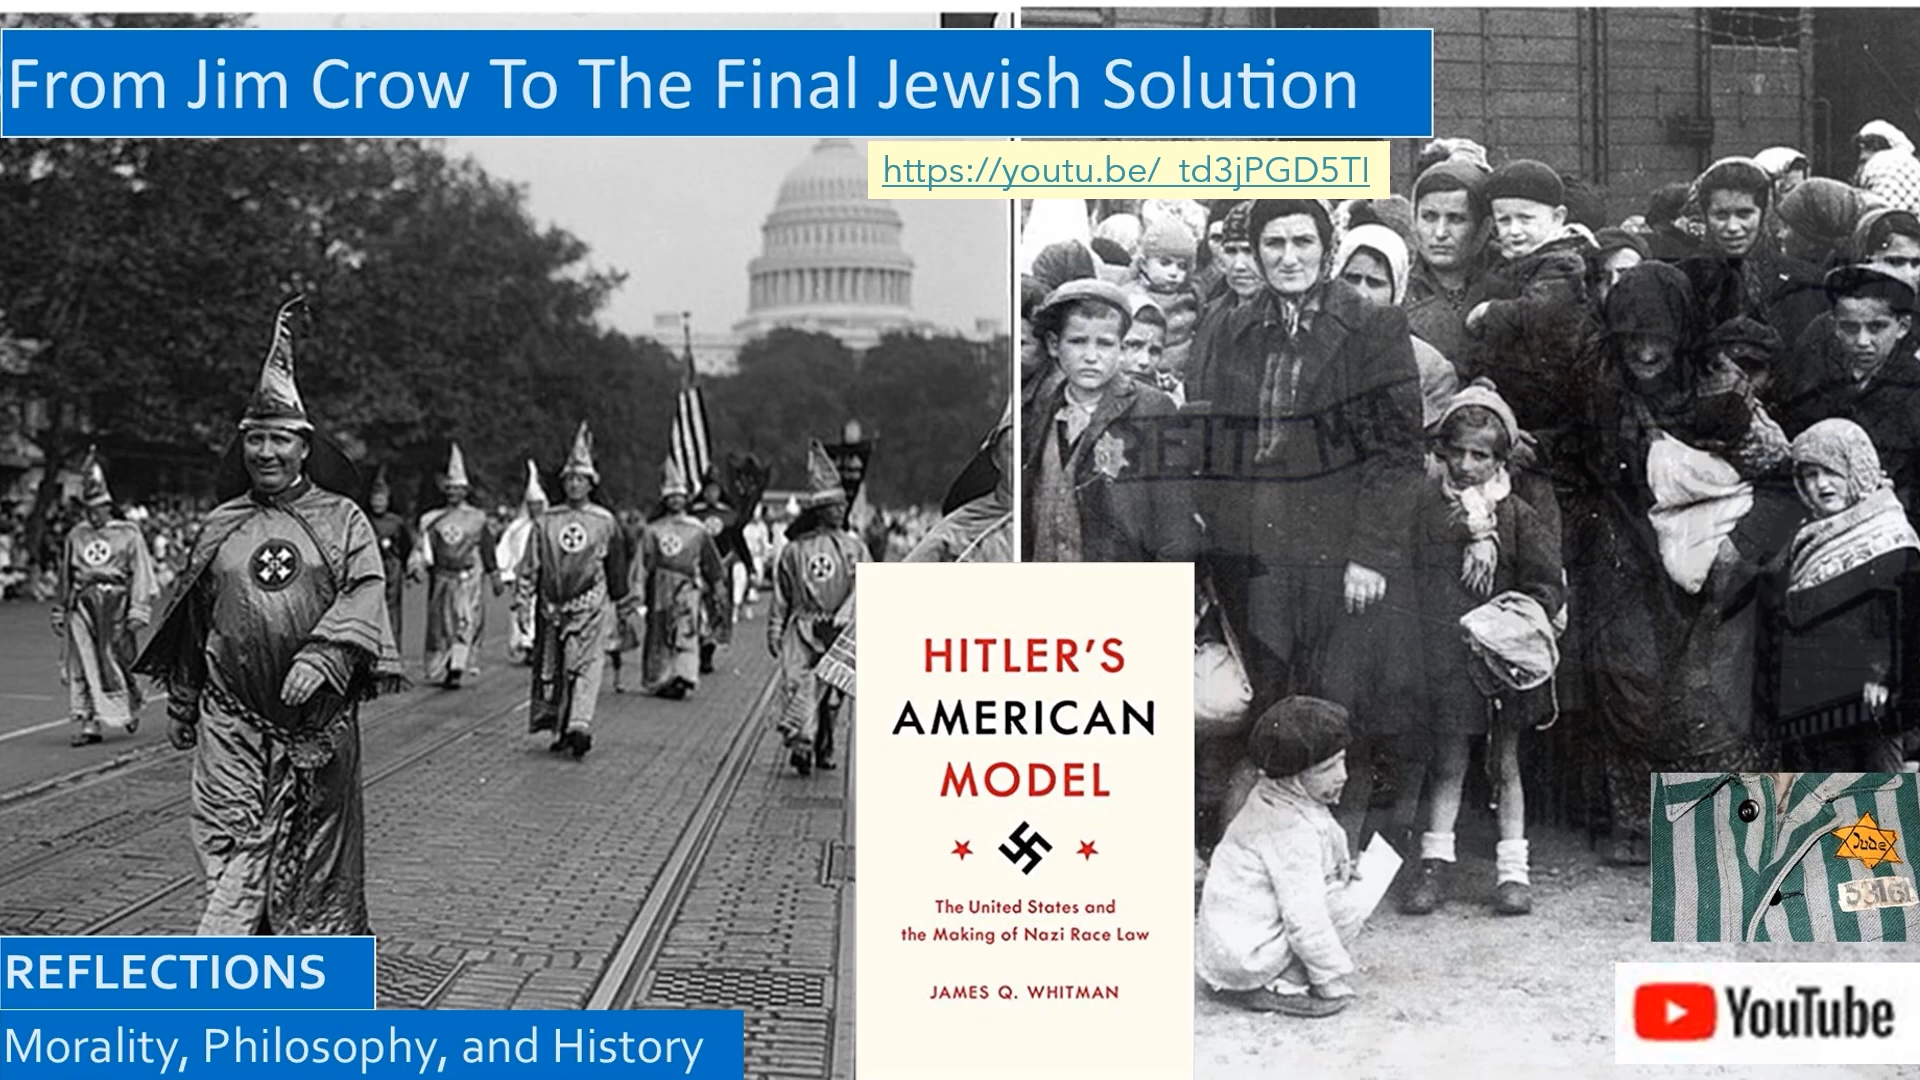 From Jim Crow To The Final Jewish Solution
https://youtu.be/_td3jPGD5TI
HITLER'S
AMERICAN
MODEL
The United States and
the Making of Nazi Race Law
JAMES Q. WHITMAN
Jude
53161
REFLECTIONS
Morality, Philosophy, and History
YouTube